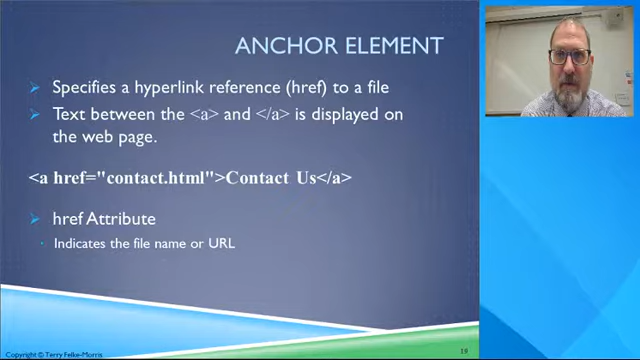 ANCHOR ELEMENT
Specifies a hyperlink reference (href) to a file
Text between the <a> and </a> is displayed on
the web page.
<a href="contact.html">Contact Us</a>
href Attribute
Indicates the file name or URL
Copyright © Terry Felke-Morris
19